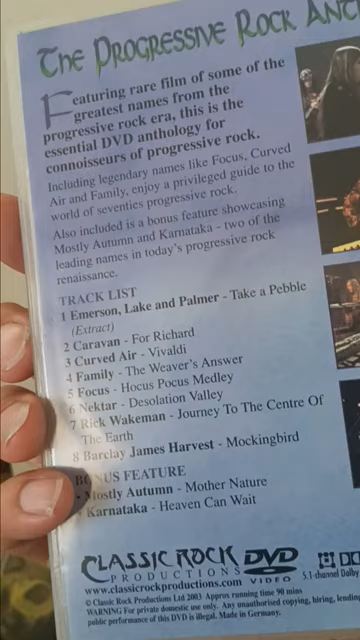 The Progressive Rock
Featuring rare film of some of the
greatest names from the
progressive rock era, this is the
essential DVD anthology for
connoisseurs of progressive rock.
Including legendary names like Focus, Curved
Air and Family, enjoy a privileged guide to the
world of seventies progressive rock.
Also included is a bonus feature showcasing
Mostly Autumn and Karnataka - two of the
leading names in today's progressive rock
renaissance.
TRACK LIST
1 Emerson, Lake and Palmer - Take a Pebble
(Extract)
2 Caravan - For Richard
3 Curved Air - Vivaldi
4 Family - The Weaver's Answer
5 Focus - Hocus Pocus Medley
6 Nektar - Desolation Valley
7 Rick Wakeman - Journey To The Centre Of
The Earth
8 Barclay James Harvest - Mockingbird
BONUS FEATURE
Mostly Autumn - Mother Nature
Karnataka - Heaven Can Wait
CLASSIC ROCK
PRODUCTIONS
DVD
VIDEO
5.1-channel Dolby
www.classicrockproductions.com
© Classic Rock Productions Ltd 2003 Approx running time 90 mins
WARNING For private domestic use only. Any unauthorised copying, hiring, lending
public performance of this DVD is illegal. Made in Germany.